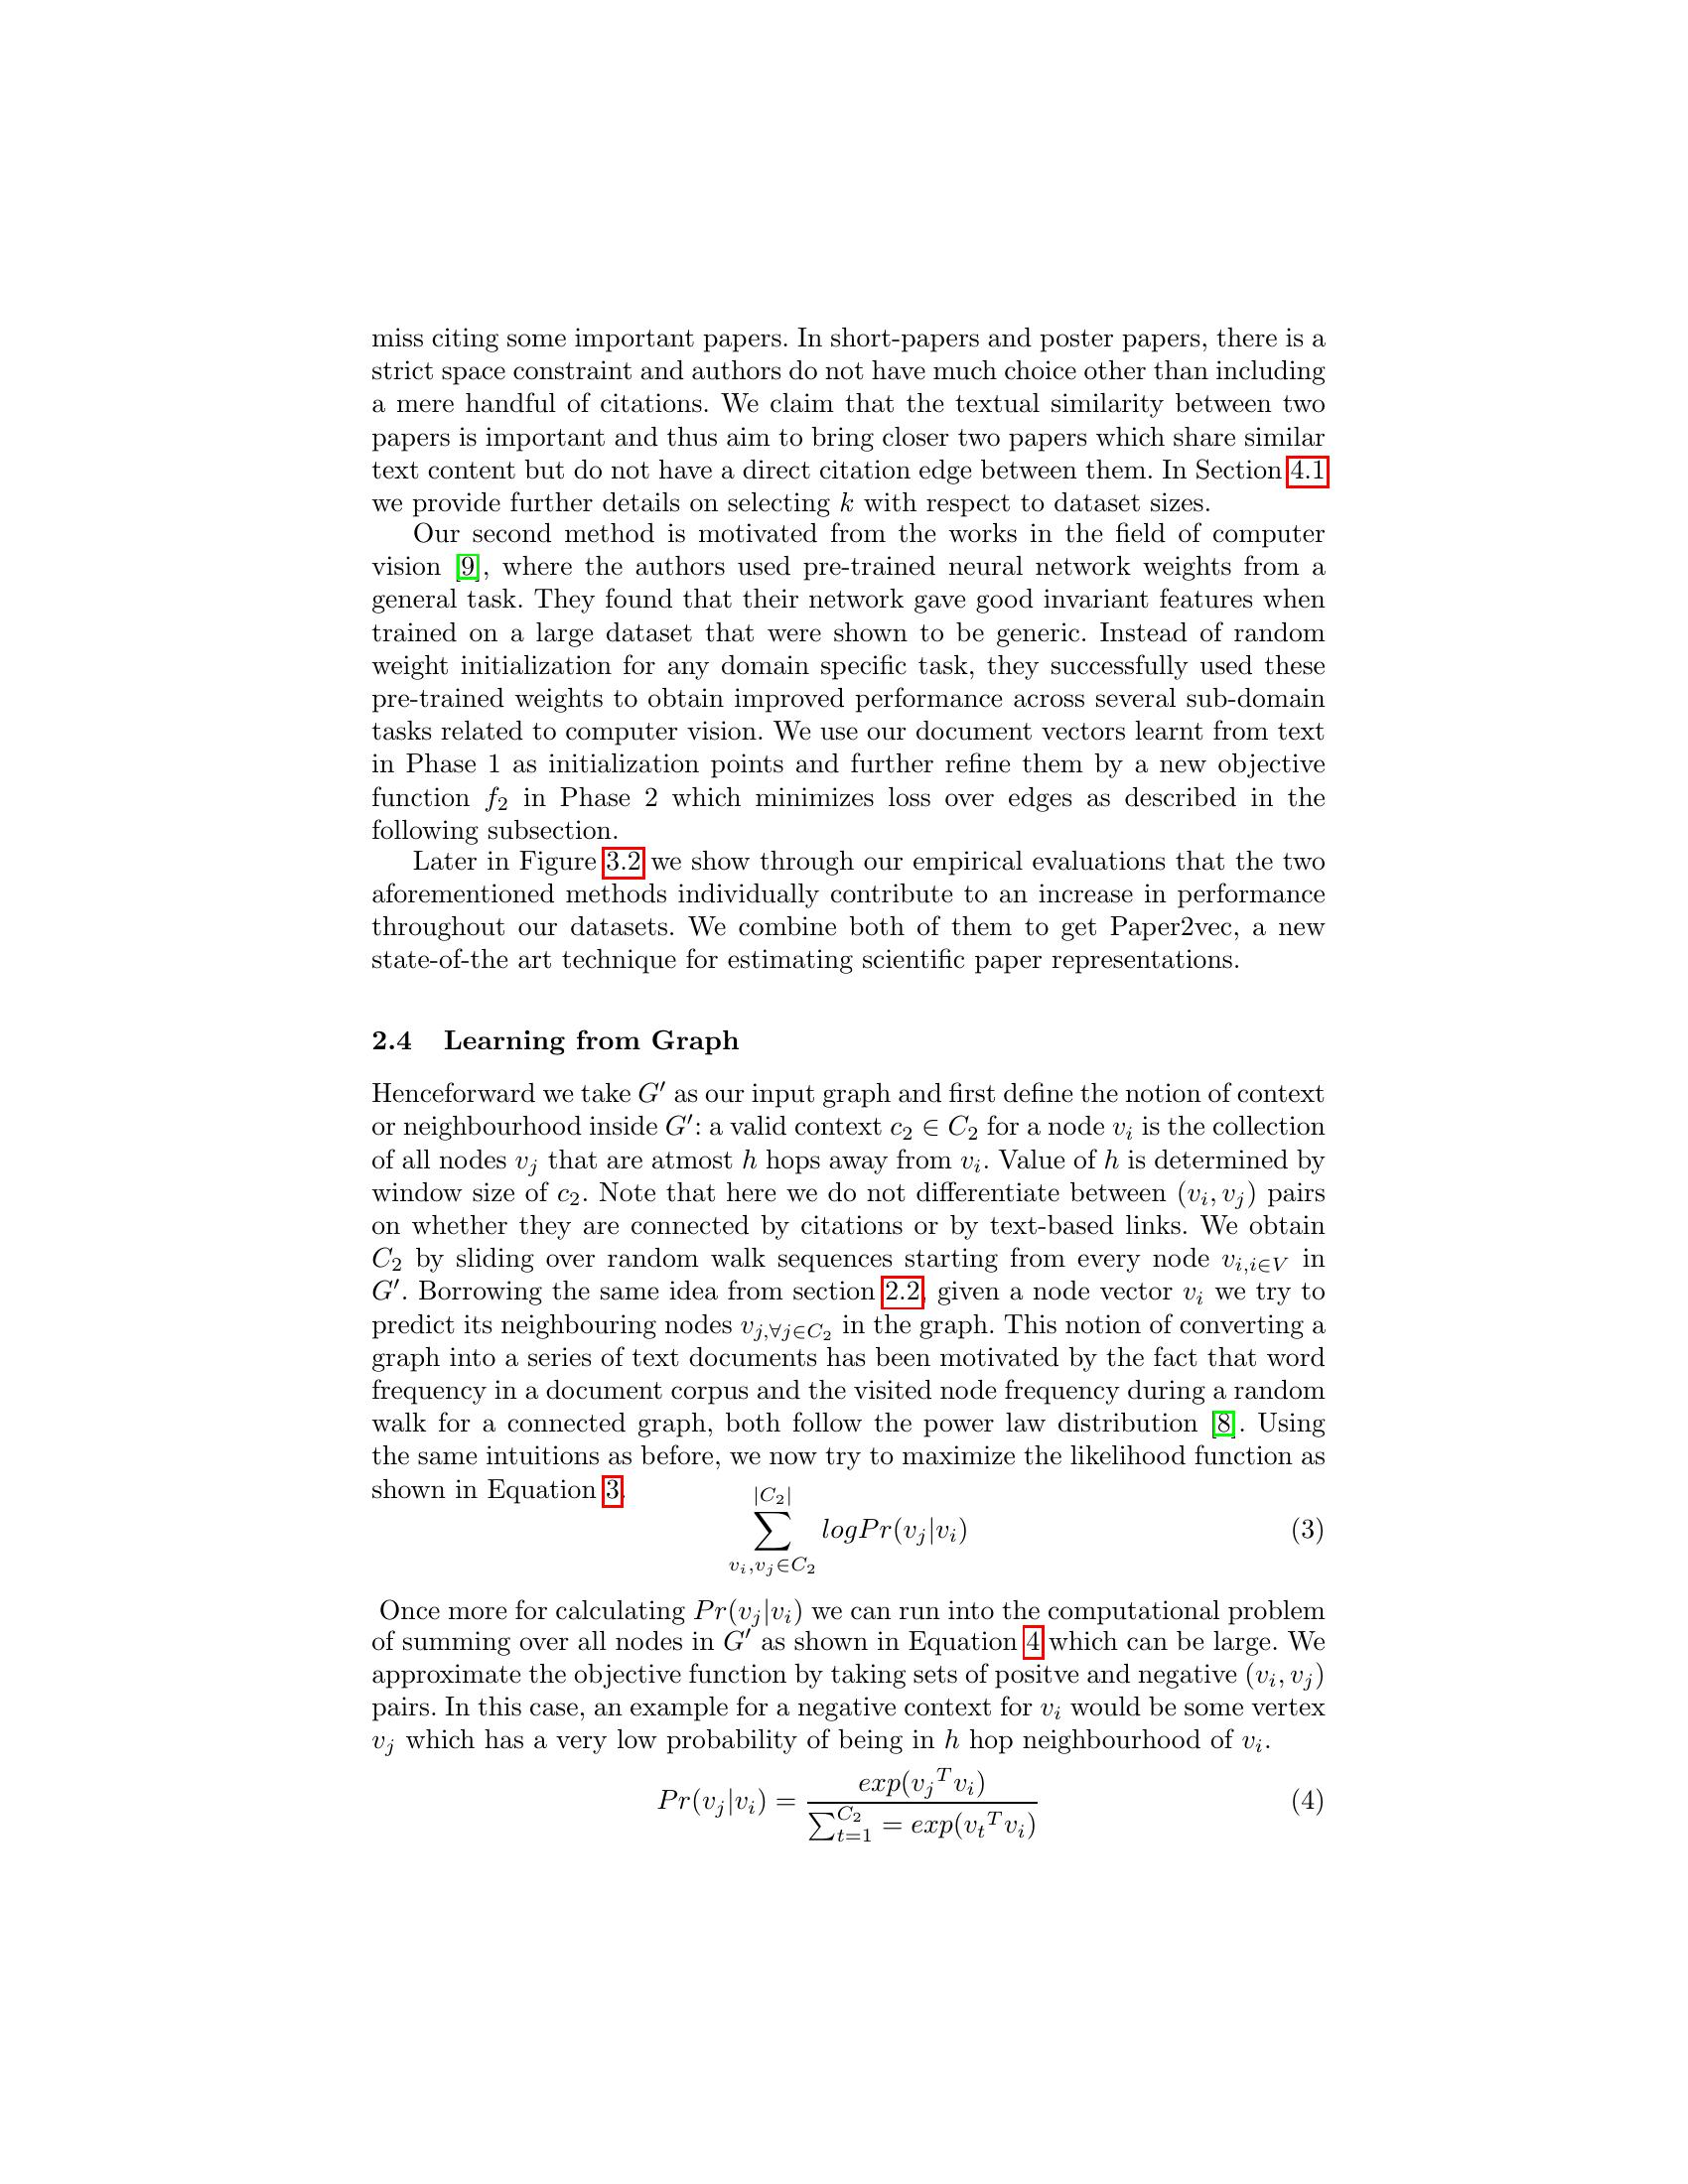 miss citing some important papers. In short-papers and poster papers, there is a
strict space constraint and authors do not have much choice other than including
a mere handful of citations. We claim that the textual similarity between two
papers is important and thus aim to bring closer two papers which share similar
text content but do not have a direct citation edge between them. In Section 4.1
we provide further details on selecting k with respect to dataset sizes.
Our second method is motivated from the works in the field of computer
vision [9], where the authors used pre-trained neural network weights from a
general task. They found that their network gave good invariant features when
trained on a large dataset that were shown to be generic. Instead of random
weight initialization for any domain specific task, they successfully used these
pre-trained weights to obtain improved performance across several sub-domain
tasks related to computer vision. We use our document vectors learnt from text
in Phase 1 as initialization points and further refine them by a new objective
function f₂ in Phase 2 which minimizes loss over edges as described in the
following subsection.
Later in Figure 3.2 we show through our empirical evaluations that the two
aforementioned methods individually contribute to an increase in performance
throughout our datasets. We combine both of them to get Paper2vec, a new
state-of-the art technique for estimating scientific paper representations.
2.4 Learning from Graph
Henceforward we take G′ as our input graph and first define the notion of context
or neighbourhood inside G′: a valid context c₂ ∈ C₂ for a node v_i is the collection
of all nodes v_j that are atmost h hops away from v_i. Value of h is determined by
window size of c₂. Note that here we do not differentiate between (v_i, v_j) pairs
on whether they are connected by citations or by text-based links. We obtain
C₂ by sliding over random walk sequences starting from every node v_{i,i∈V} in
G′. Borrowing the same idea from section 2.2, given a node vector v_i we try to
predict its neighbouring nodes v_{j,∀j∈C₂} in the graph. This notion of converting a
graph into a series of text documents has been motivated by the fact that word
frequency in a document corpus and the visited node frequency during a random
walk for a connected graph, both follow the power law distribution [8]. Using
the same intuitions as before, we now try to maximize the likelihood function as
shown in Equation 3.
\sum_{v_i,v_j∈C_2}^{|C_2|} logPr(v_j|v_i) (3)
Once more for calculating Pr(v_j|v_i) we can run into the computational problem
of summing over all nodes in G′ as shown in Equation 4 which can be large. We
approximate the objective function by taking sets of positve and negative (v_i, v_j)
pairs. In this case, an example for a negative context for v_i would be some vertex
v_j which has a very low probability of being in h hop neighbourhood of v_i.
Pr(v_j|v_i) = \frac{exp(v_j^T v_i)}{\sum_{t=1}^{C_2} = exp(v_t^T v_i)} (4)